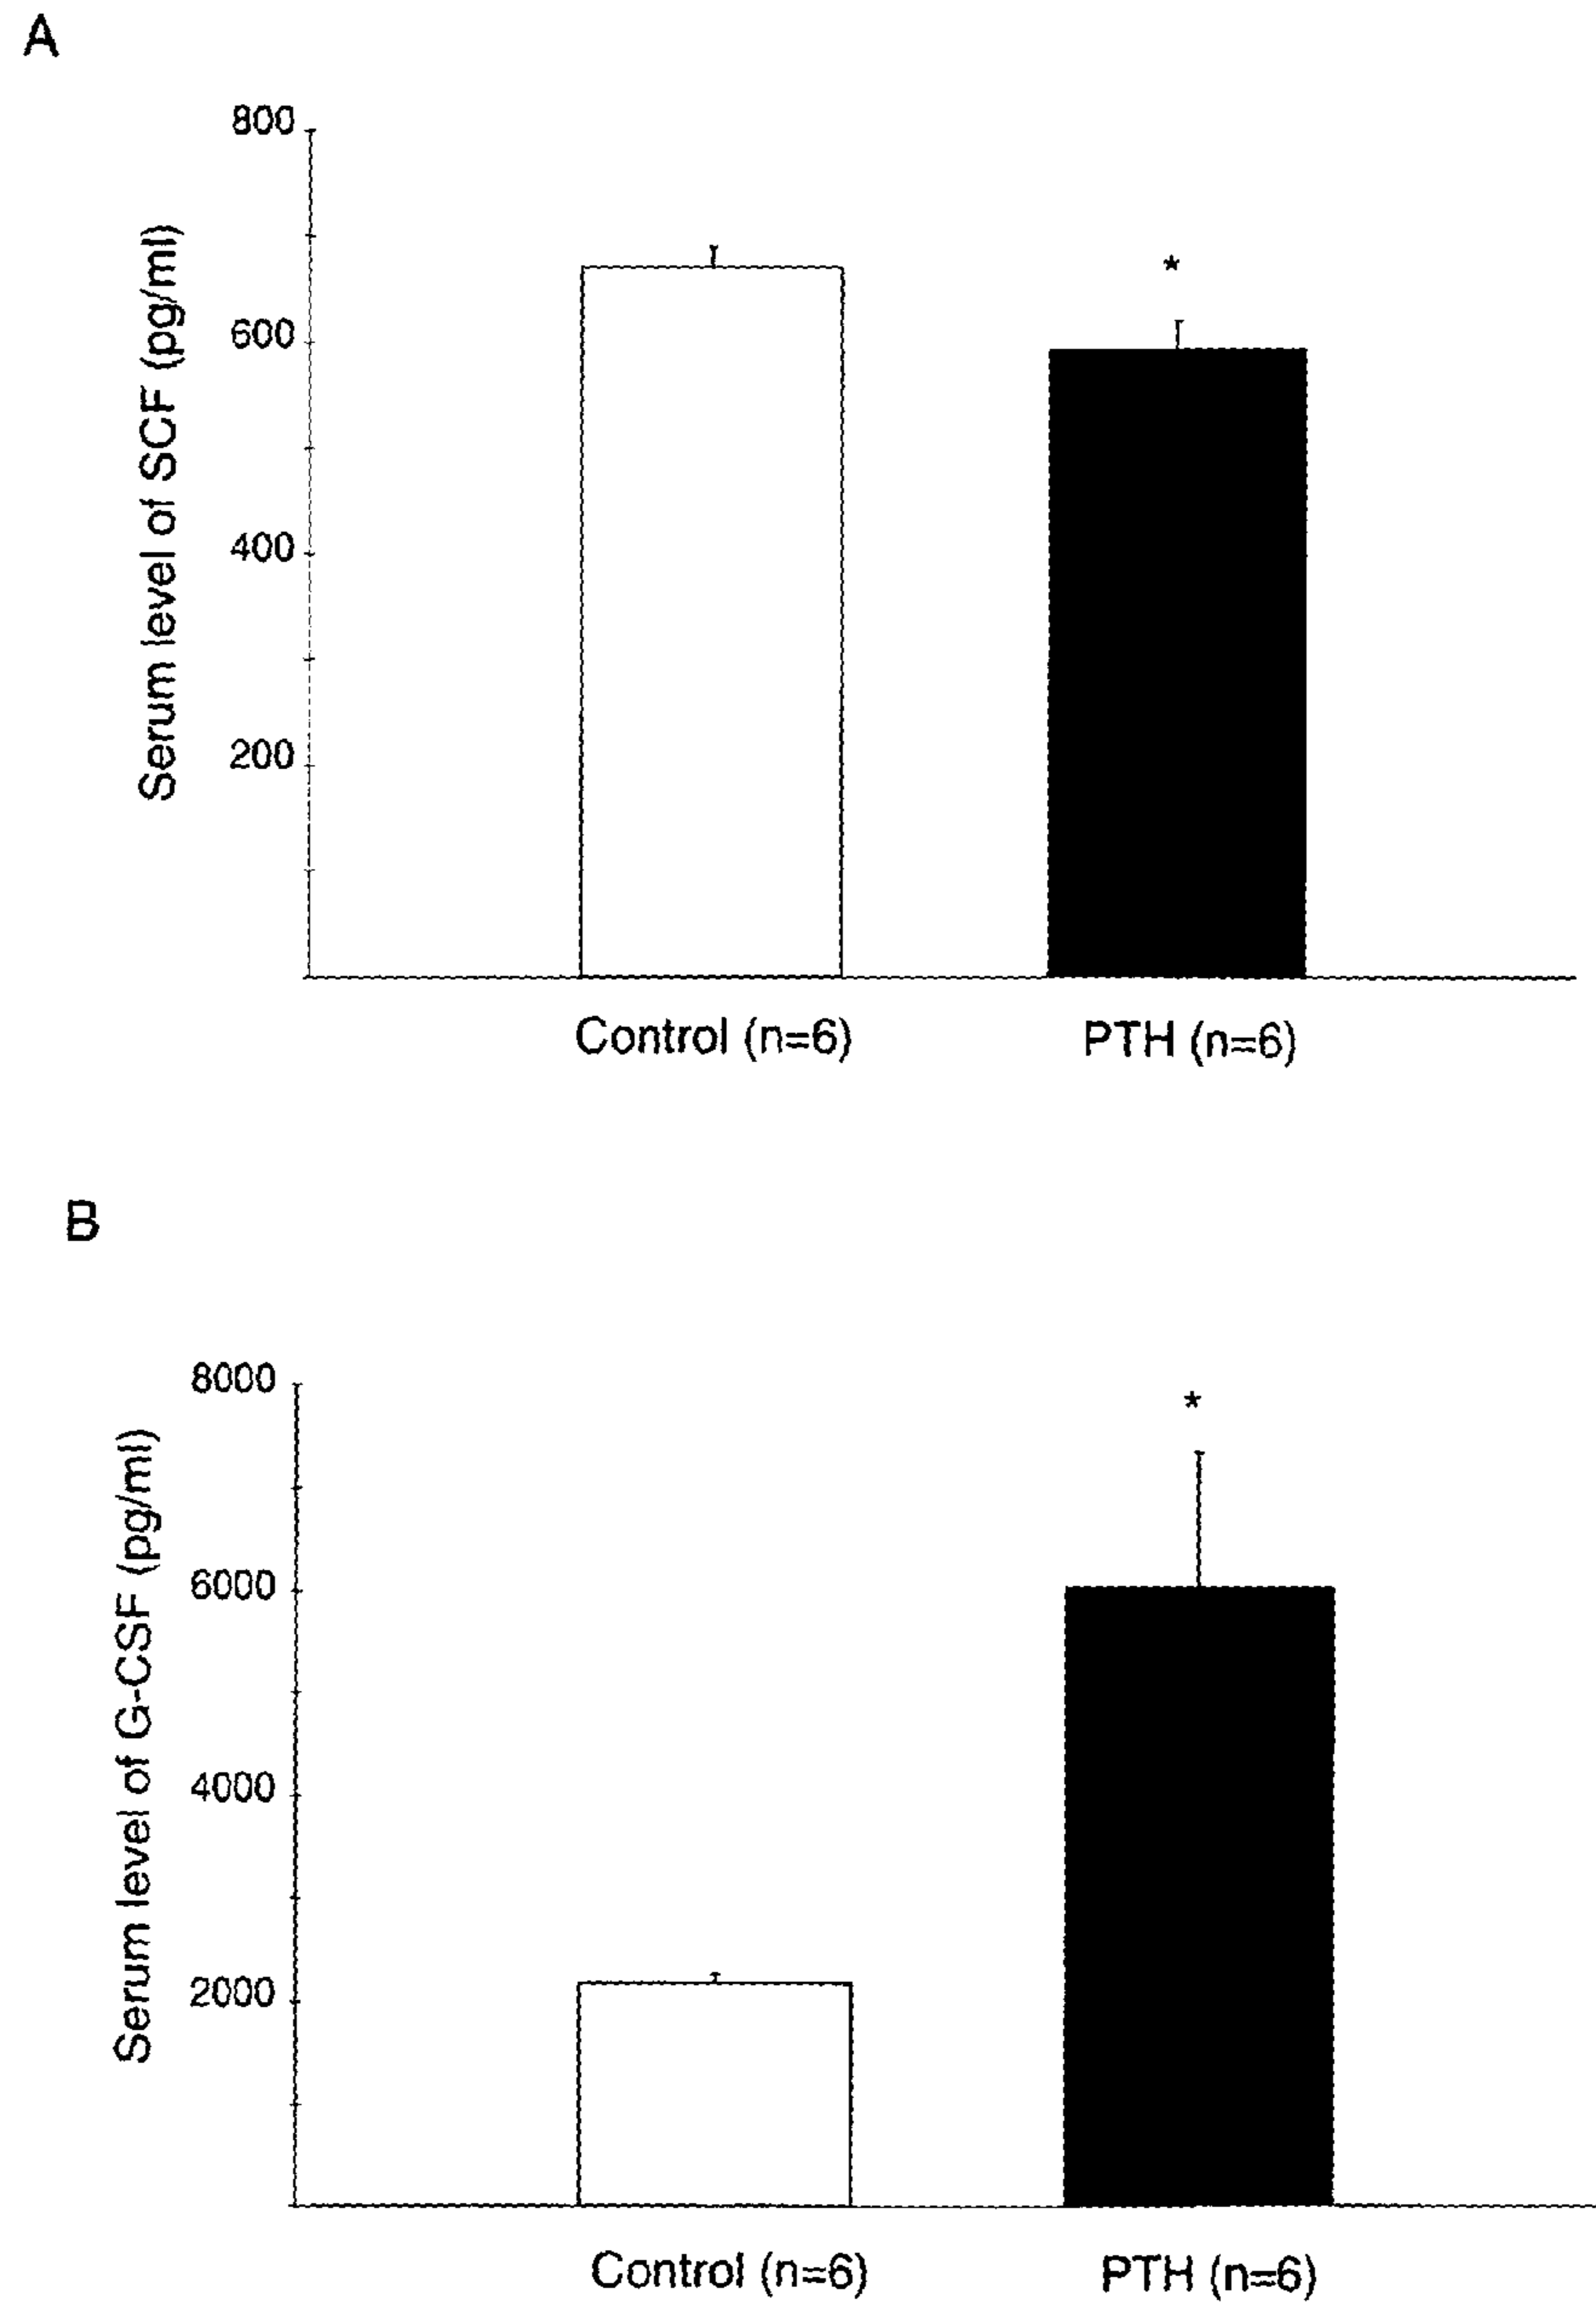 A
800
600
400
200
Serum level of SCF (pg/ml)
*
Control (n=6)
PTH (n=6)
B
8000
6000
4000
2000
Serum level of G-CSF (pg/ml)
*
Control (n=6)
PTH (n=6)